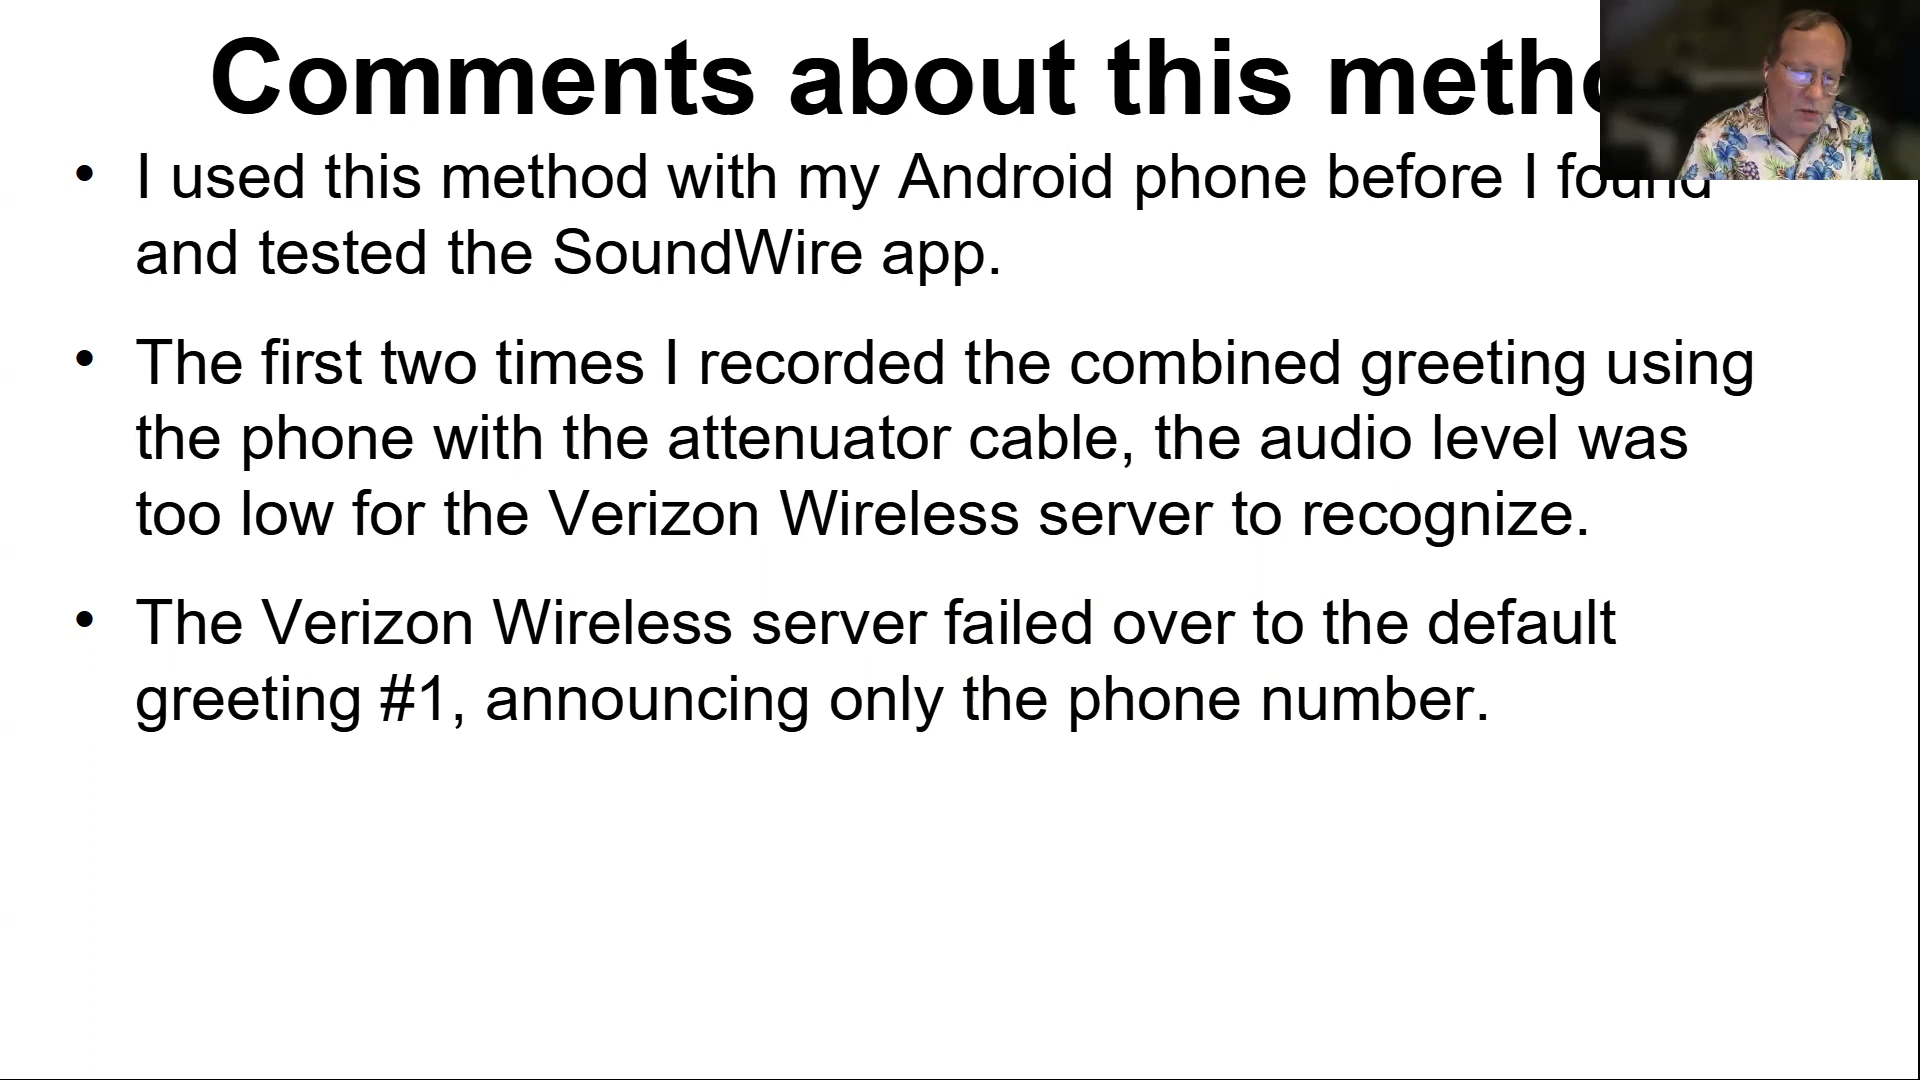 Comments about this metho
• I used this method with my Android phone before I found
and tested the SoundWire app.
• The first two times I recorded the combined greeting using
the phone with the attenuator cable, the audio level was
too low for the Verizon Wireless server to recognize.
• The Verizon Wireless server failed over to the default
greeting #1, announcing only the phone number.